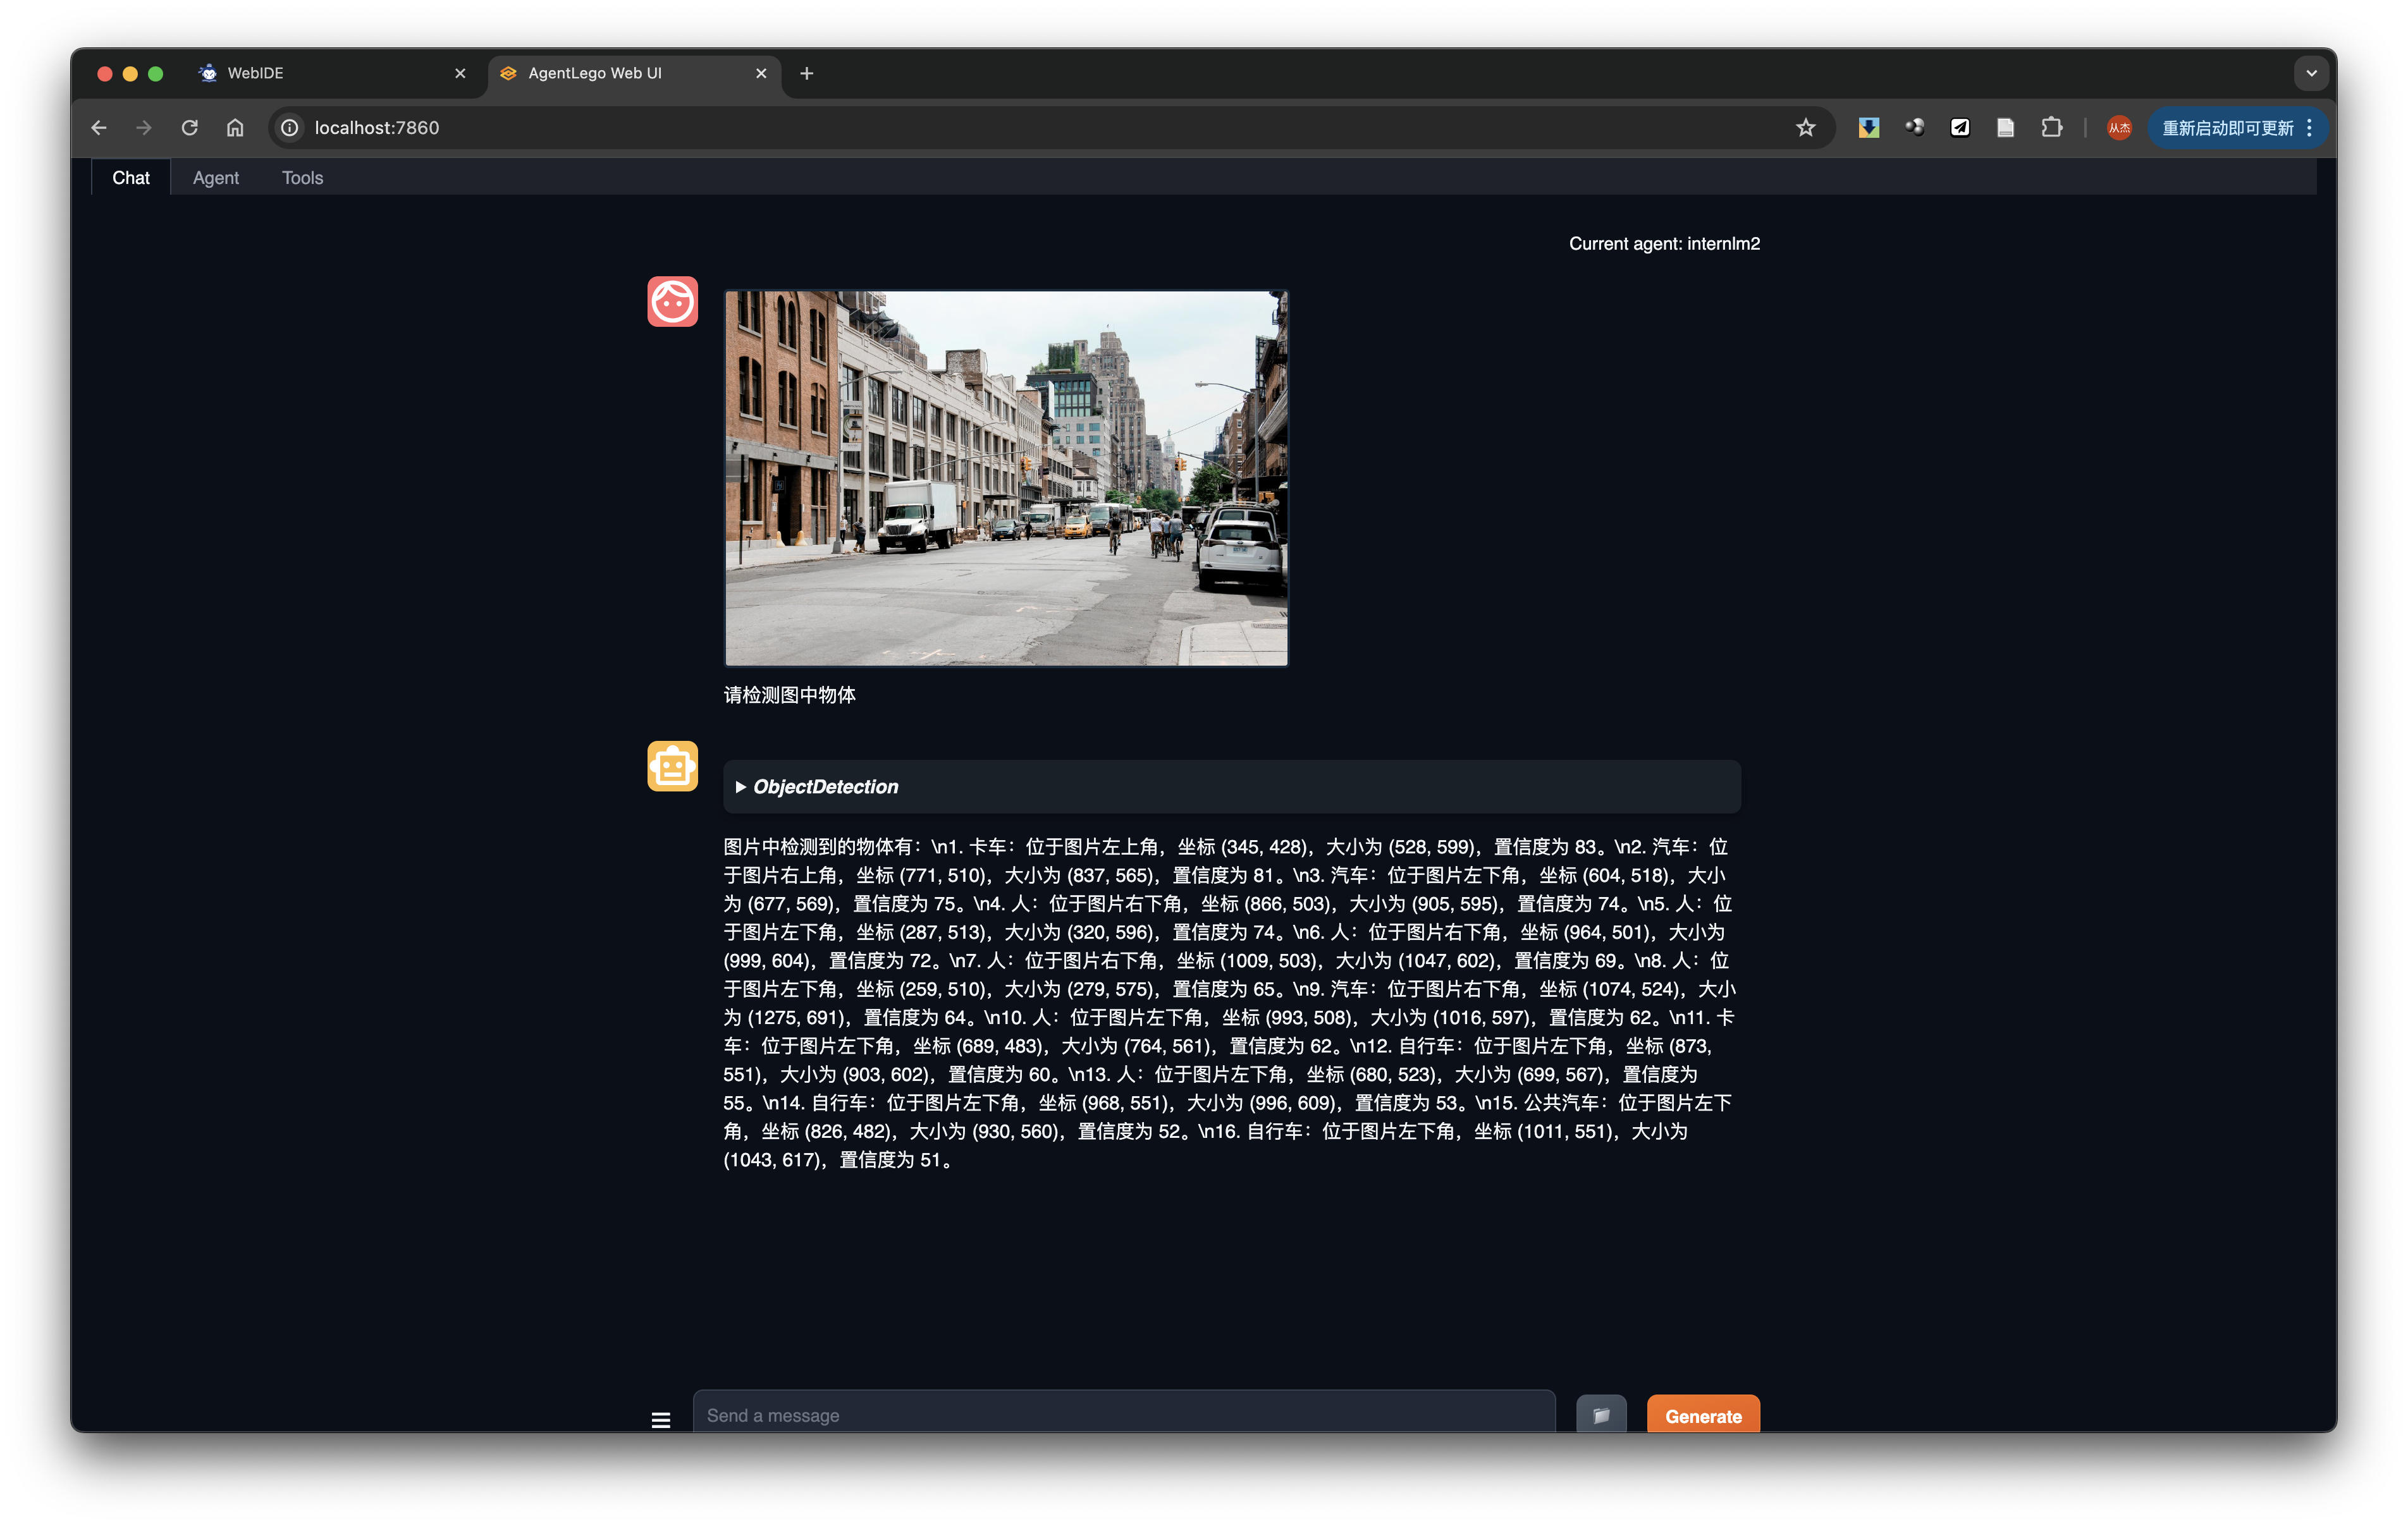 WebIDE
AgentLego Web UI
localhost:7860
从杰
重新启动即可更新
Chat
Agent
Tools
Current agent: internlm2
请检测图中物体
ObjectDetection
图片中检测到的物体有：\n1. 卡车：位于图片左上角，坐标 (345, 428)，大小为 (528, 599)，置信度为 83。\n2. 汽车：位
于图片右上角，坐标 (771, 510)，大小为 (837, 565)，置信度为 81。\n3. 汽车：位于图片左下角，坐标 (604, 518)，大小
为 (677, 569)，置信度为 75。\n4. 人：位于图片右下角，坐标 (866, 503)，大小为 (905, 595)，置信度为 74。\n5. 人：位
于图片左下角，坐标 (287, 513)，大小为 (320, 596)，置信度为 74。\n6. 人：位于图片右下角，坐标 (964, 501)，大小为
(999, 604)，置信度为 72。\n7. 人：位于图片右下角，坐标 (1009, 503)，大小为 (1047, 602)，置信度为 69。\n8. 人：位
于图片左下角，坐标 (259, 510)，大小为 (279, 575)，置信度为 65。\n9. 汽车：位于图片右下角，坐标 (1074, 524)，大小
为 (1275, 691)，置信度为 64。\n10. 人：位于图片左下角，坐标 (993, 508)，大小为 (1016, 597)，置信度为 62。\n11. 卡
车：位于图片左下角，坐标 (689, 483)，大小为 (764, 561)，置信度为 62。\n12. 自行车：位于图片左下角，坐标 (873,
551)，大小为 (903, 602)，置信度为 60。\n13. 人：位于图片左下角，坐标 (680, 523)，大小为 (699, 567)，置信度为
55。\n14. 自行车：位于图片左下角，坐标 (968, 551)，大小为 (996, 609)，置信度为 53。\n15. 公共汽车：位于图片左下
角，坐标 (826, 482)，大小为 (930, 560)，置信度为 52。\n16. 自行车：位于图片左下角，坐标 (1011, 551)，大小为
(1043, 617)，置信度为 51。
Send a message
Generate